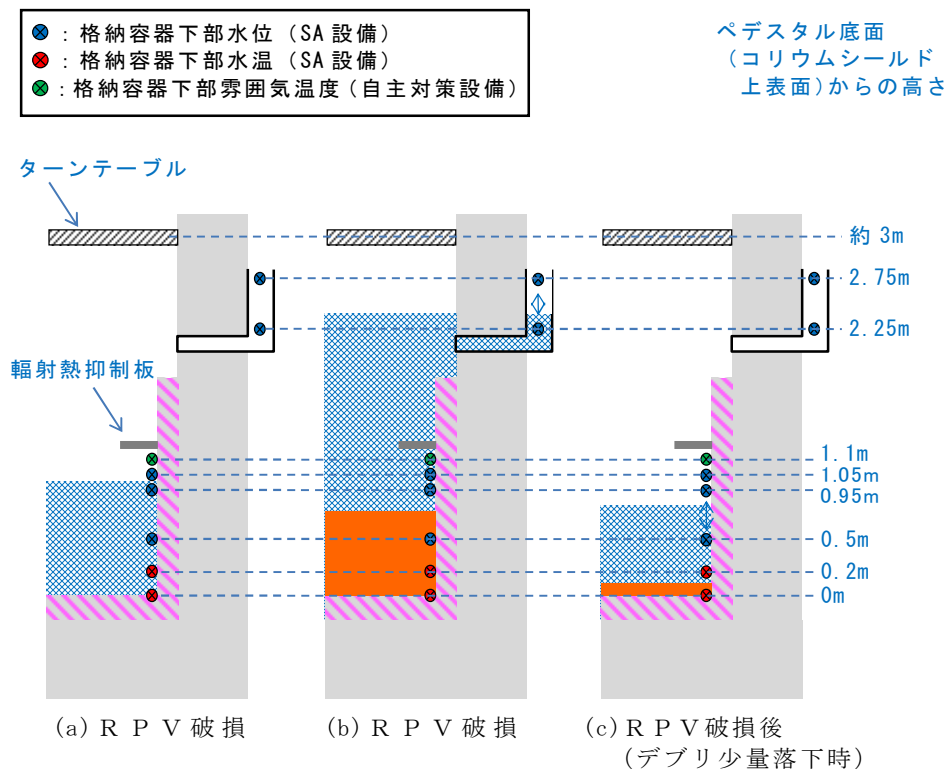 : 格納容器下部水位（SA 設備）
: 格納容器下部水温（SA 設備）
: 格納容器下部雰囲気温度（自主対策設備）
ペデスタル底面
（コリウムシールド
上表面）からの高さ
ターンテーブル
約 3m
2.75m
2.25m
輻射熱抑制板
1.1m
1.05m
0.95m
0.5m
0.2m
0m
(a) ＲＰＶ破損
(b) ＲＰＶ破損
(c) ＲＰＶ破損後
（デブリ少量落下時）